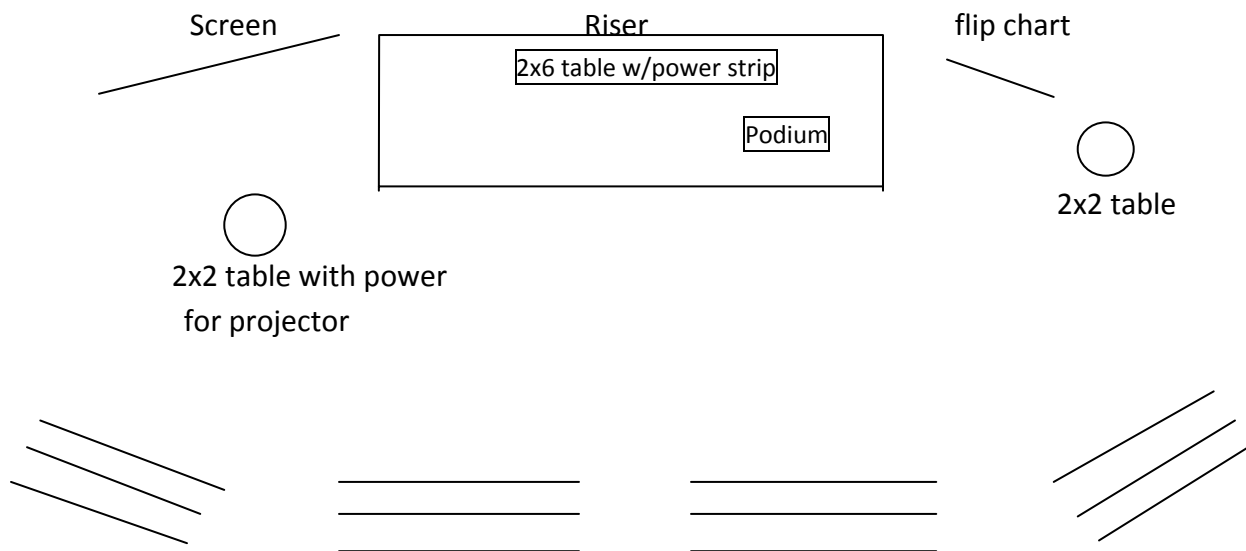 Screen
Riser
flip chart
2x6 table w/power strip
Podium
2x2 table
2x2 table with power
for projector